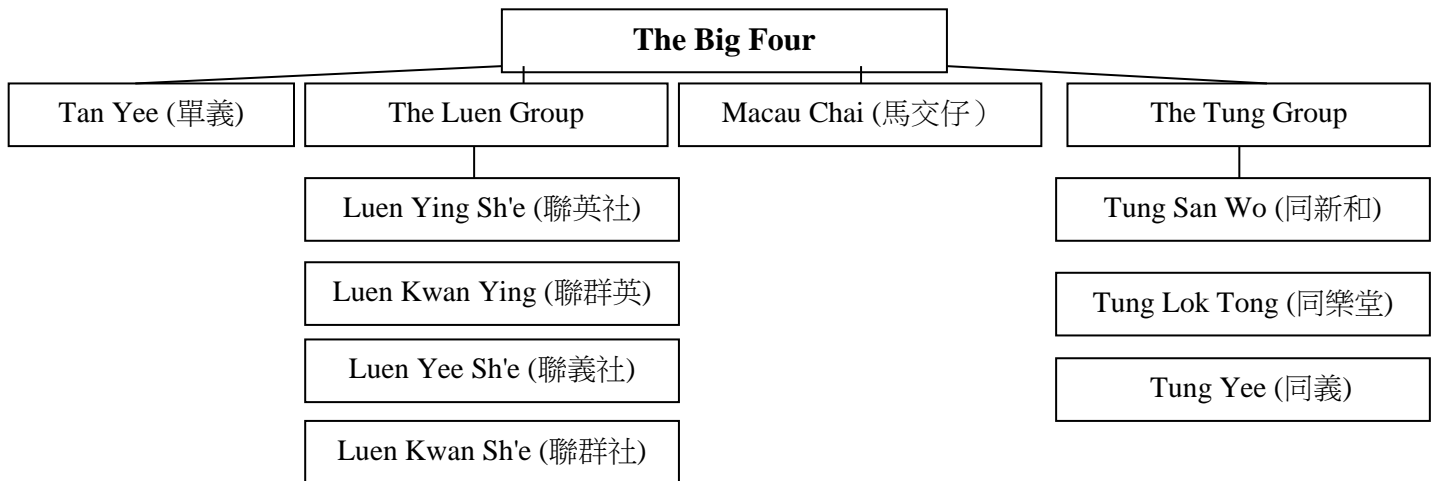 The Big Four
Tan Yee (單義)
The Luen Group
Macau Chai (馬交仔）
The Tung Group
Luen Ying Sh'e (聯英社)
Luen Kwan Ying (聯群英)
Luen Yee Sh'e (聯義社)
Luen Kwan Sh'e (聯群社)
Tung San Wo (同新和)
Tung Lok Tong (同樂堂)
Tung Yee (同義)